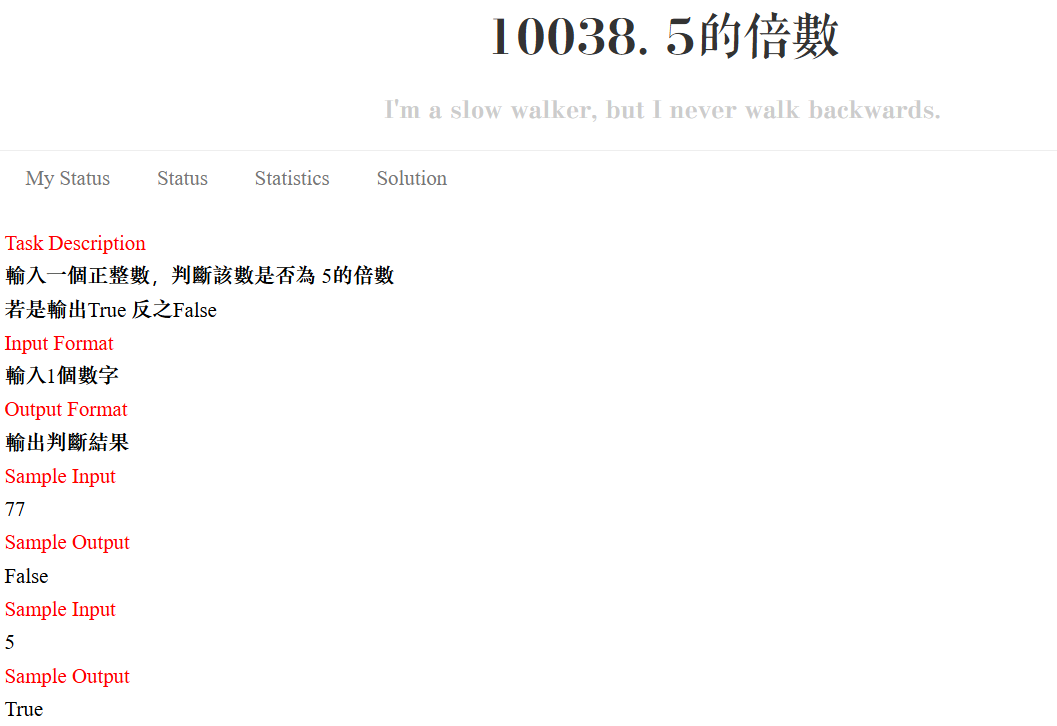 10038. 5的倍數
I'm a slow walker, but I never walk backwards.
My Status Status Statistics Solution
Task Description
輸入一個正整數，判斷該數是否為 5的倍數
若是輸出True 反之False
Input Format
輸入1個數字
Output Format
輸出判斷結果
Sample Input
77
Sample Output
False
Sample Input
5
Sample Output
True